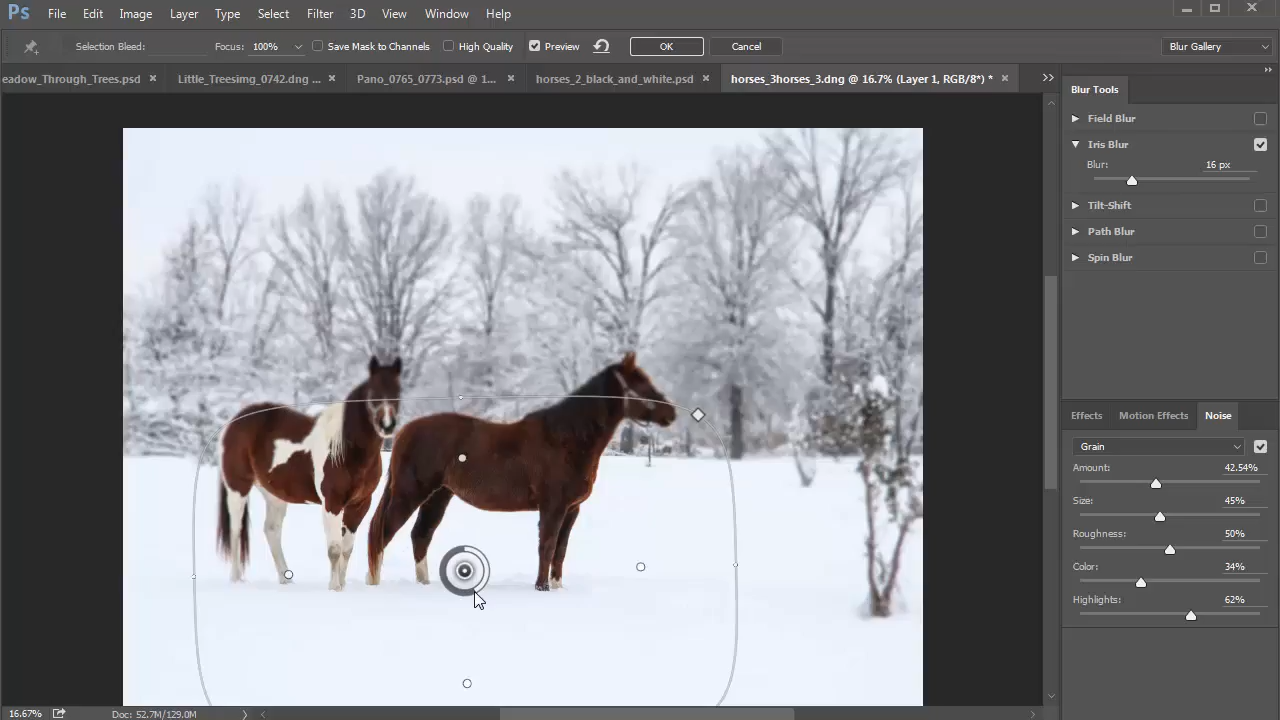 Ps File Edit Image Layer Type Select Filter 3D View Window Help
Selection Bleed: Focus: 100% Save Mask to Channels High Quality Preview OK Cancel Blur Gallery
eadow_Through_Trees.psd × Little_Treesimg_0742.dng ... × Pano_0765_0773.psd @ 1... × horses_2_black_and_white.psd × horses_3horses_3.dng @ 16.7% (Layer 1, RGB/8*) * ×
Blur Tools
Field Blur
Iris Blur
Blur: 16 px
Tilt-Shift
Path Blur
Spin Blur
Effects Motion Effects Noise
Grain
Amount: 42.54%
Size: 45%
Roughness: 50%
Color: 34%
Highlights: 62%
16.67% Doc: 52.7M/129.0M